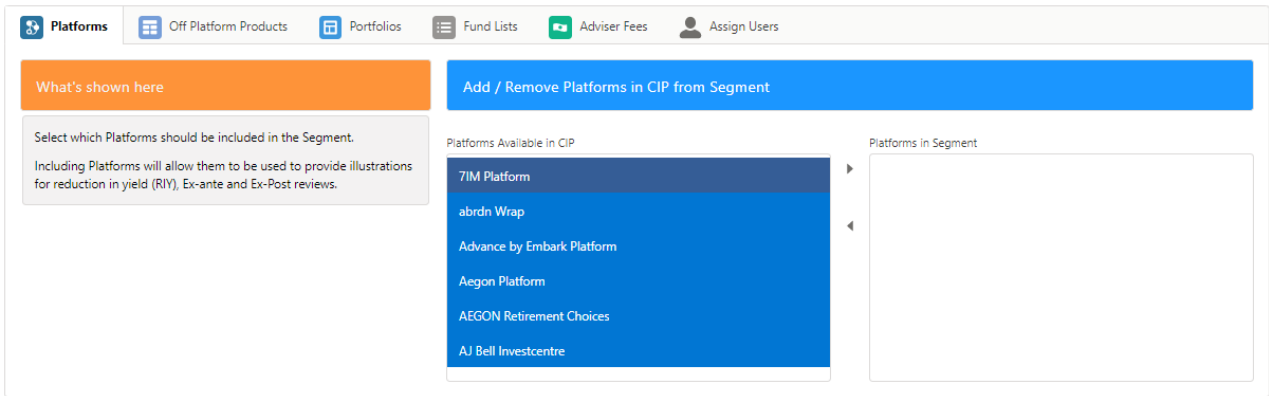 Platforms
Off Platform Products
Portfolios
Fund Lists
Adviser Fees
Assign Users
What's shown here
Select which Platforms should be included in the Segment.
Including Platforms will allow them to be used to provide illustrations
for reduction in yield (RIY), Ex-ante and Ex-Post reviews.
Add / Remove Platforms in CIP from Segment
Platforms Available in CIP
7IM Platform
abrdn Wrap
Advance by Embark Platform
Aegon Platform
AEGON Retirement Choices
AJ Bell Investcentre
Platforms in Segment